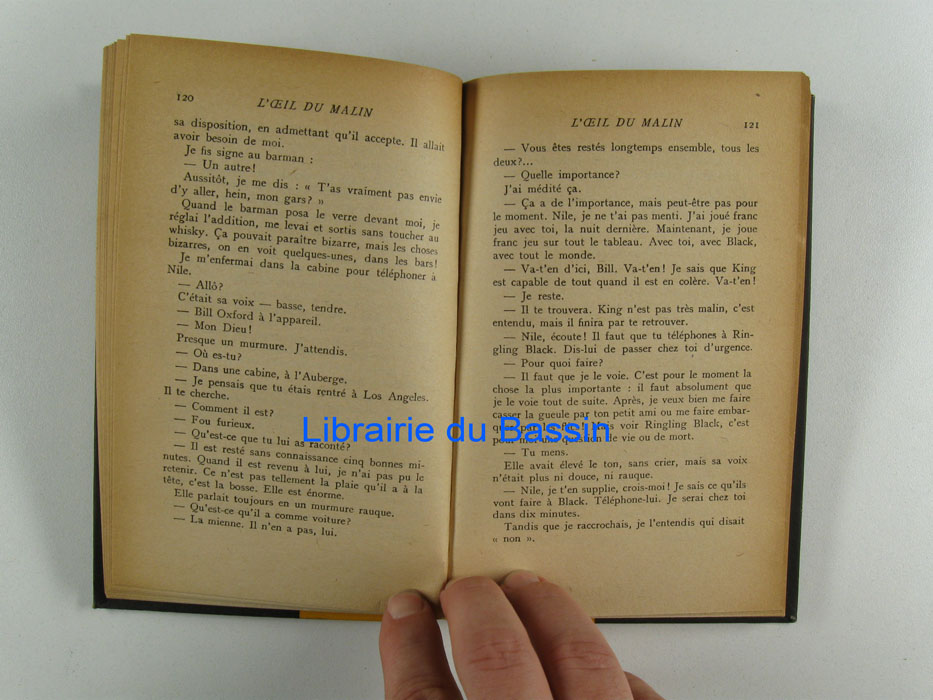 120
L'ŒIL DU MALIN
sa disposition, en admettant qu'il accepte. Il allait
avoir besoin de moi.
Je fis signe au barman :
— Un autre!
Aussitôt, je me dis : « T'as vraiment pas envie
d'y aller, hein, mon gars? »
Quand le barman posa le verre devant moi, je
réglai l'addition, me levai et sortis sans toucher au
whisky. Ça pouvait paraître bizarre, mais les choses
bizarres, on en voit quelques-unes, dans les bars!
Je m'enfermai dans la cabine pour téléphoner à
Nile.
— Allô?
C'était sa voix — basse, tendre.
— Bill Oxford à l'appareil.
— Mon Dieu!
Presque un murmure. J'attendis.
— Où es-tu?
— Dans une cabine, à l'Auberge.
— Je pensais que tu étais rentré à Los Angeles.
Il te cherche.
— Comment il est?
— Fou furieux.
— Qu'est-ce que tu lui as raconté?
— Il est resté sans connaissance cinq bonnes mi-
nutes. Quand il est revenu à lui, je n'ai pas pu le
retenir. Ce n'est pas tellement la plaie qu'il a à la
tête, c'est la bosse. Elle est énorme.
Elle parlait toujours en un murmure rauque.
— Qu'est-ce qu'il a comme voiture?
— La mienne. Il n'en a pas, lui.
L'ŒIL DU MALIN
121
— Vous êtes restés longtemps ensemble, tous les
deux?...
— Quelle importance?
J'ai médité ça.
— Ça a de l'importance, mais peut-être pas pour
le moment. Nile, je ne t'ai pas menti. J'ai joué franc
jeu avec toi, la nuit dernière. Maintenant, je joue
franc jeu sur tout le tableau. Avec toi, avec Black,
avec tout le monde.
— Va-t'en d'ici, Bill. Va-t'en! Je sais que King
est capable de tout quand il est en colère. Va-t'en!
— Je reste.
— Il te trouvera. King n'est pas très malin, c'est
entendu, mais il finira par te retrouver.
— Nile, écoute! Il faut que tu téléphones à Rin-
gling Black. Dis-lui de passer chez toi d'urgence.
— Pour quoi faire?
— Il faut que je le voie. C'est pour le moment la
chose la plus importante : il faut absolument que
je le voie tout de suite. Après, je veux bien me faire
casser la gueule par ton petit ami ou me faire embar-
quer par les flics! Mais voir Ringling Black, c'est
pour moi une question de vie ou de mort.
— Tu mens.
Elle avait élevé le ton, sans crier, mais sa voix
n'était plus ni douce, ni rauque.
— Nile, je t'en supplie, crois-moi! Je sais ce qu'ils
vont faire à Black. Téléphone-lui. Je serai chez toi
dans dix minutes.
Tandis que je raccrochais, je l'entendis qui disait
« non ».
Librairie du Bassin